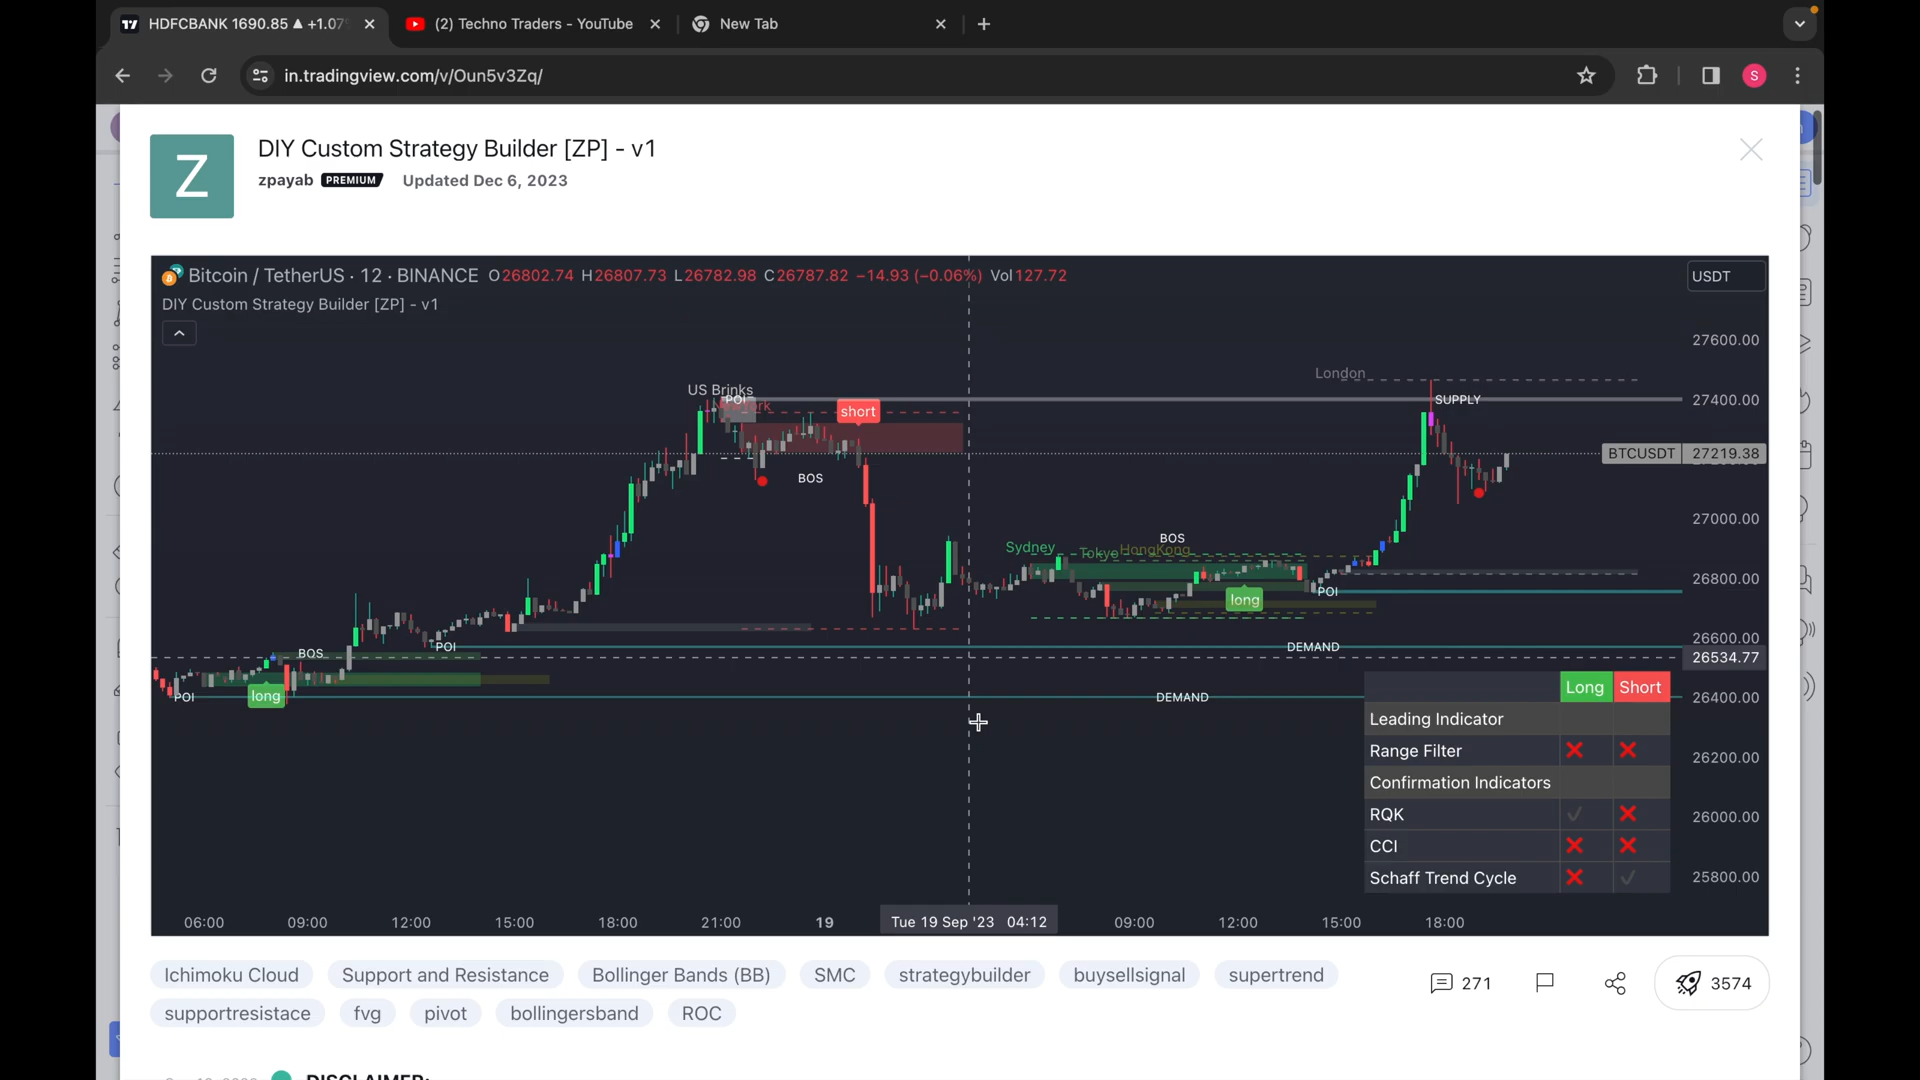 HDFCBANK 1690.85 ▲ +1.07%
(2) Techno Traders - YouTube
New Tab
in.tradingview.com/v/Oun5v3Zq/
S
Z
DIY Custom Strategy Builder [ZP] - v1
zpayab PREMIUM Updated Dec 6, 2023
Bitcoin / TetherUS · 12 · BINANCE O26802.74 H26807.73 L26782.98 C26787.82 −14.93 (−0.06%) Vol127.72
USDT
DIY Custom Strategy Builder [ZP] - v1
27600.00
London
US Brinks
POI
short
SUPPLY
27400.00
BTCUSDT 27219.38
BOS
27000.00
BOS
Sydney
Tokyo
HongKong
26800.00
POI
long
26600.00
BOS
POI
DEMAND
26534.77
POI
long
DEMAND
26400.00
Long Short
Leading Indicator
Range Filter ❌ ❌
26200.00
Confirmation Indicators
RQK ✓ ❌
26000.00
CCI ❌ ❌
Schaff Trend Cycle ❌ ✓
25800.00
06:00 09:00 12:00 15:00 18:00 21:00 19 Tue 19 Sep '23 04:12 09:00 12:00 15:00 18:00
Ichimoku Cloud Support and Resistance Bollinger Bands (BB) SMC strategybuilder buysellsignal supertrend
271
3574
supportresistace fvg pivot bollingersband ROC
DISCLAIMER: